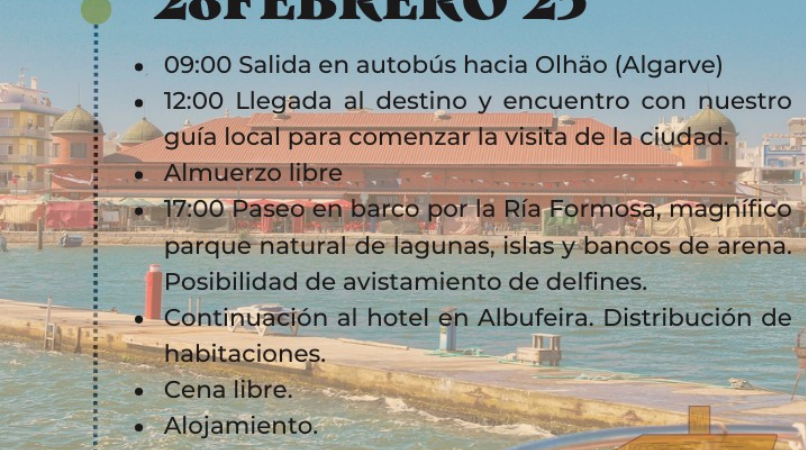 28FEBRERO 25
• 09:00 Salida en autobús hacia Olhäo (Algarve)
• 12:00 Llegada al destino y encuentro con nuestro
guía local para comenzar la visita de la ciudad.
• Almuerzo libre
• 17:00 Paseo en barco por la Ría Formosa, magnífico
parque natural de lagunas, islas y bancos de arena.
Posibilidad de avistamiento de delfines.
• Continuación al hotel en Albufeira. Distribución de
habitaciones.
• Cena libre.
• Alojamiento.